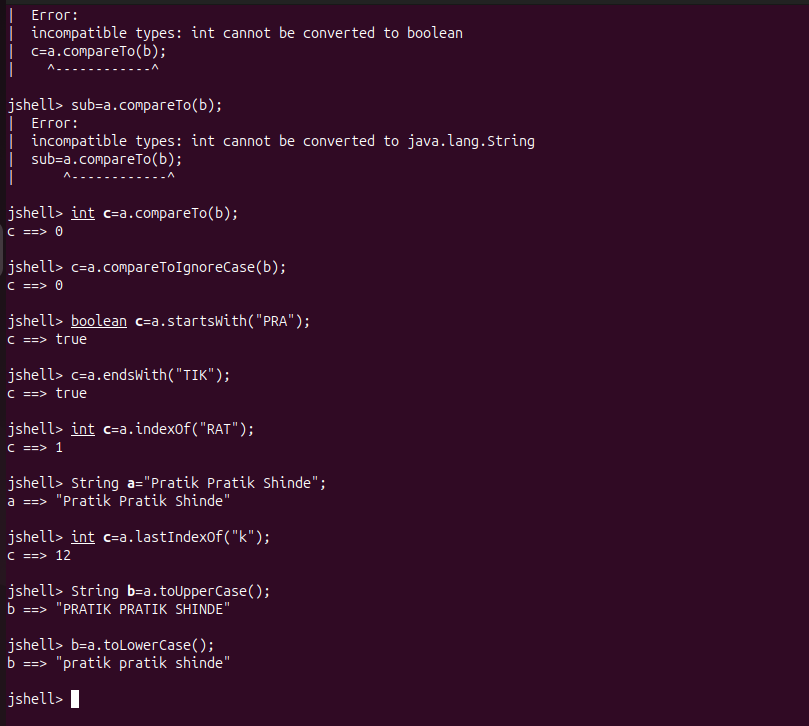 |  Error:
|  incompatible types: int cannot be converted to boolean
|  c=a.compareTo(b);
|    ^------------^
jshell> sub=a.compareTo(b);
|  Error:
|  incompatible types: int cannot be converted to java.lang.String
|  sub=a.compareTo(b);
|      ^------------^
jshell> int c=a.compareTo(b);
c ==> 0
jshell> c=a.compareToIgnoreCase(b);
c ==> 0
jshell> boolean c=a.startsWith("PRA");
c ==> true
jshell> c=a.endsWith("TIK");
c ==> true
jshell> int c=a.indexOf("RAT");
c ==> 1
jshell> String a="Pratik Pratik Shinde";
a ==> "Pratik Pratik Shinde"
jshell> int c=a.lastIndexOf("k");
c ==> 12
jshell> String b=a.toUpperCase();
b ==> "PRATIK PRATIK SHINDE"
jshell> b=a.toLowerCase();
b ==> "pratik pratik shinde"
jshell>